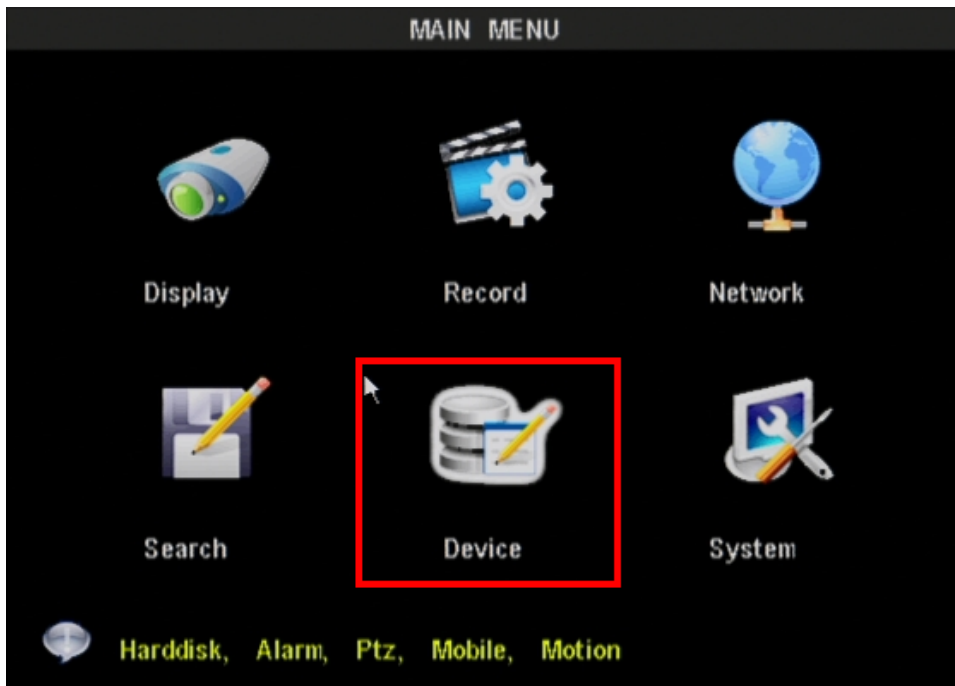 MAIN MENU
Display Record Network
Search Device System
Harddisk, Alarm, Ptz, Mobile, Motion